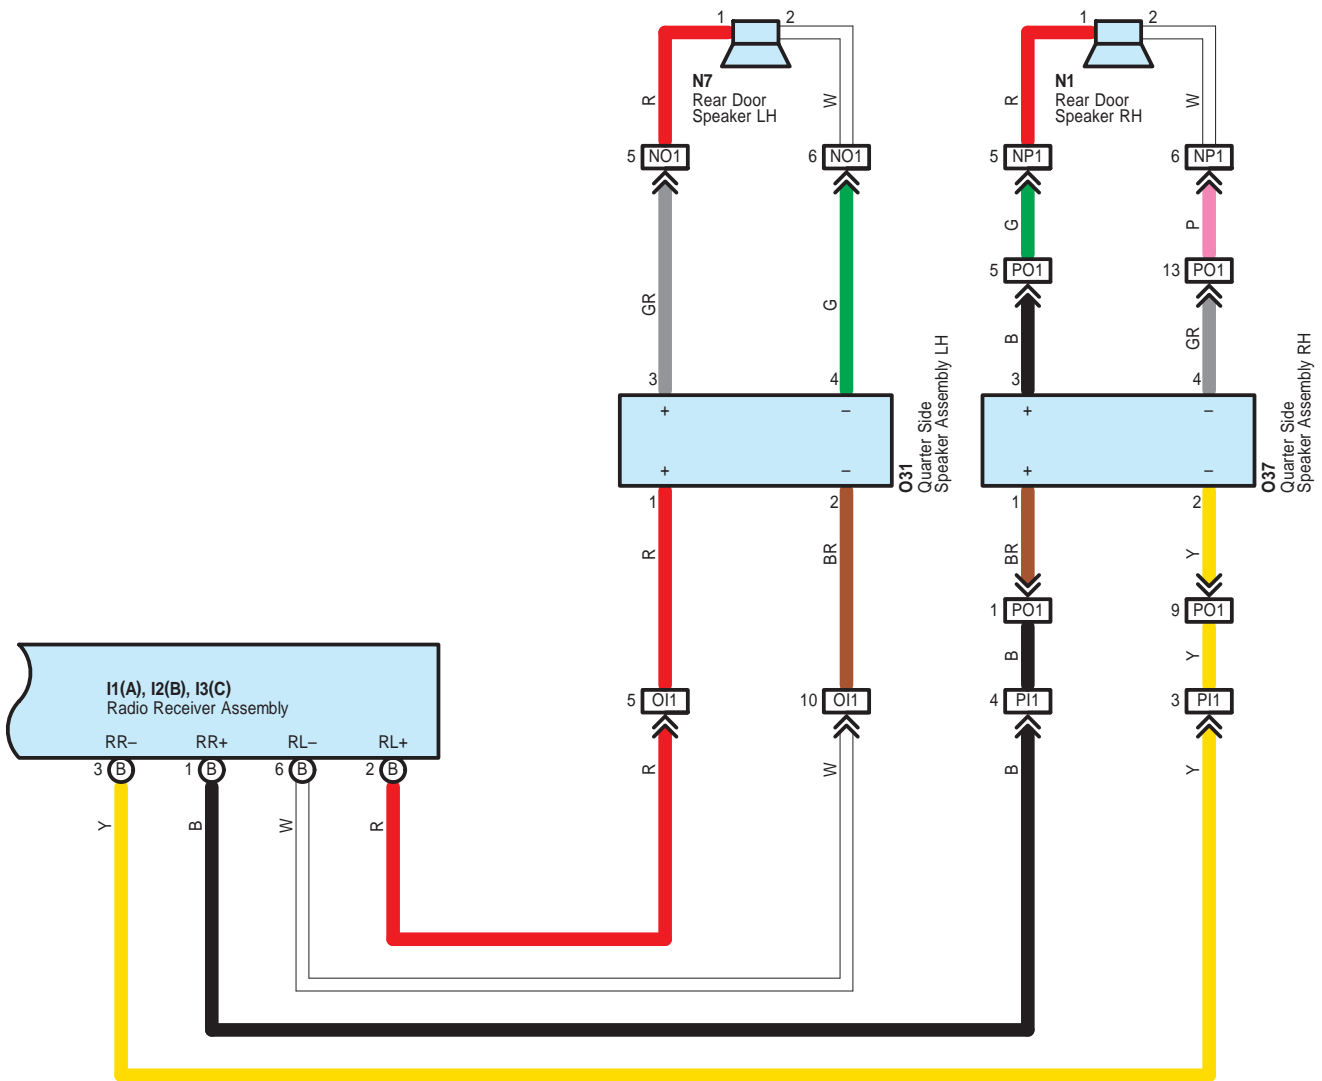 1 2 1 2
N7
Rear Door
Speaker LH
N1
Rear Door
Speaker RH
R W R W
5 NO1 6 NO1 5 NP1 6 NP1
G P
5 PO1 13 PO1
GR G B GR
3 4 3 4
+ – + –
+ – + –
O31
Quarter Side
Speaker Assembly LH
O37
Quarter Side
Speaker Assembly RH
1 2 1 2
R BR BR Y
1 PO1 9 PO1
B Y
5 OI1 10 OI1 4 PI1 3 PI1
I1(A), I2(B), I3(C)
Radio Receiver Assembly
RR– RR+ RL– RL+
3 B 1 B 6 B 2 B
R W B Y
Y B W R